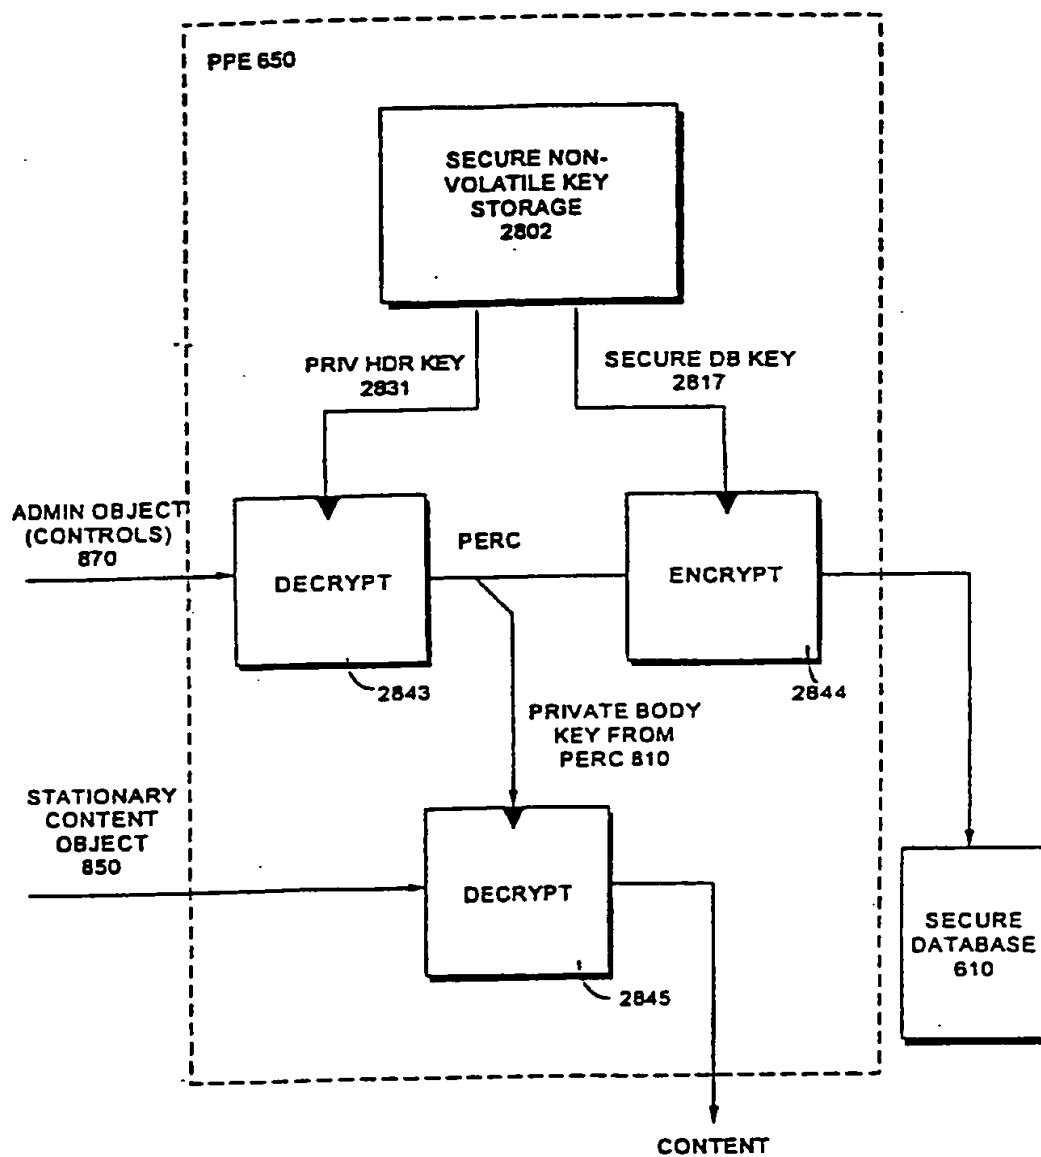 PPE 650
SECURE NON-
VOLATILE KEY
STORAGE
2802
PRIV HDR KEY
2831
SECURE DB KEY
2817
ADMIN OBJECT
(CONTROLS)
870
DECRYPT
PERC
ENCRYPT
2843
2844
PRIVATE BODY
KEY FROM
PERC 810
STATIONARY
CONTENT
OBJECT
850
DECRYPT
2845
SECURE
DATABASE
610
CONTENT